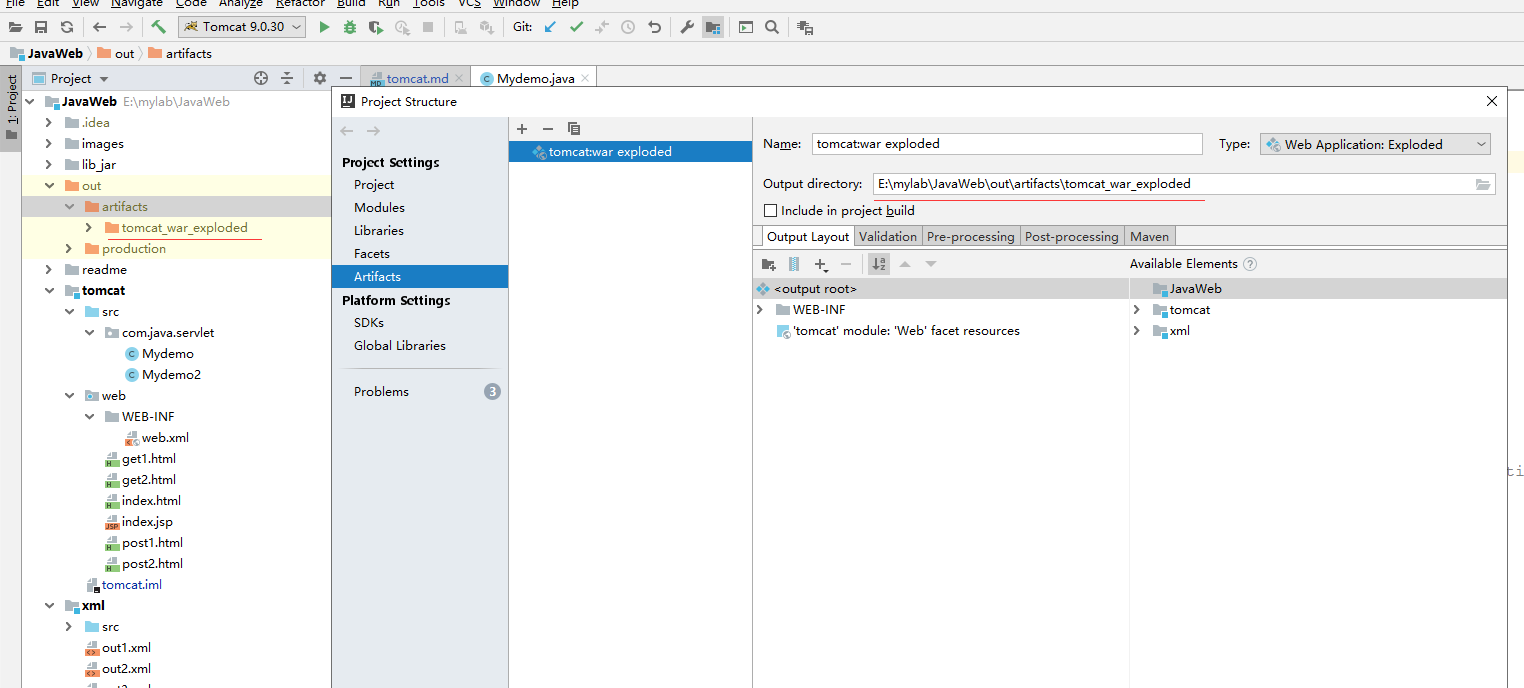 File Edit View Navigate Code Analyze Refactor Build Run Tools VCS Window Help
Tomcat 9.0.30 Git:
JavaWeb out artifacts
1: Project
Project
tomcat.md Mydemo.java
JavaWeb E:\mylab\JavaWeb
.idea
images
lib_jar
out
artifacts
tomcat_war_exploded
production
readme
tomcat
src
com.java.servlet
Mydemo
Mydemo2
web
WEB-INF
web.xml
get1.html
get2.html
index.html
index.jsp
post1.html
post2.html
tomcat.iml
xml
src
out1.xml
out2.xml
Project Structure
Project Settings
Project
Modules
Libraries
Facets
Artifacts
Platform Settings
SDKs
Global Libraries
Problems 3
tomcat:war exploded
Name: tomcat:war exploded Type: Web Application: Exploded
Output directory: E:\mylab\JavaWeb\out\artifacts\tomcat_war_exploded
Include in project build
Output Layout Validation Pre-processing Post-processing Maven
Available Elements ?
<output root>
WEB-INF
'tomcat' module: 'Web' facet resources
JavaWeb
tomcat
xml
ti